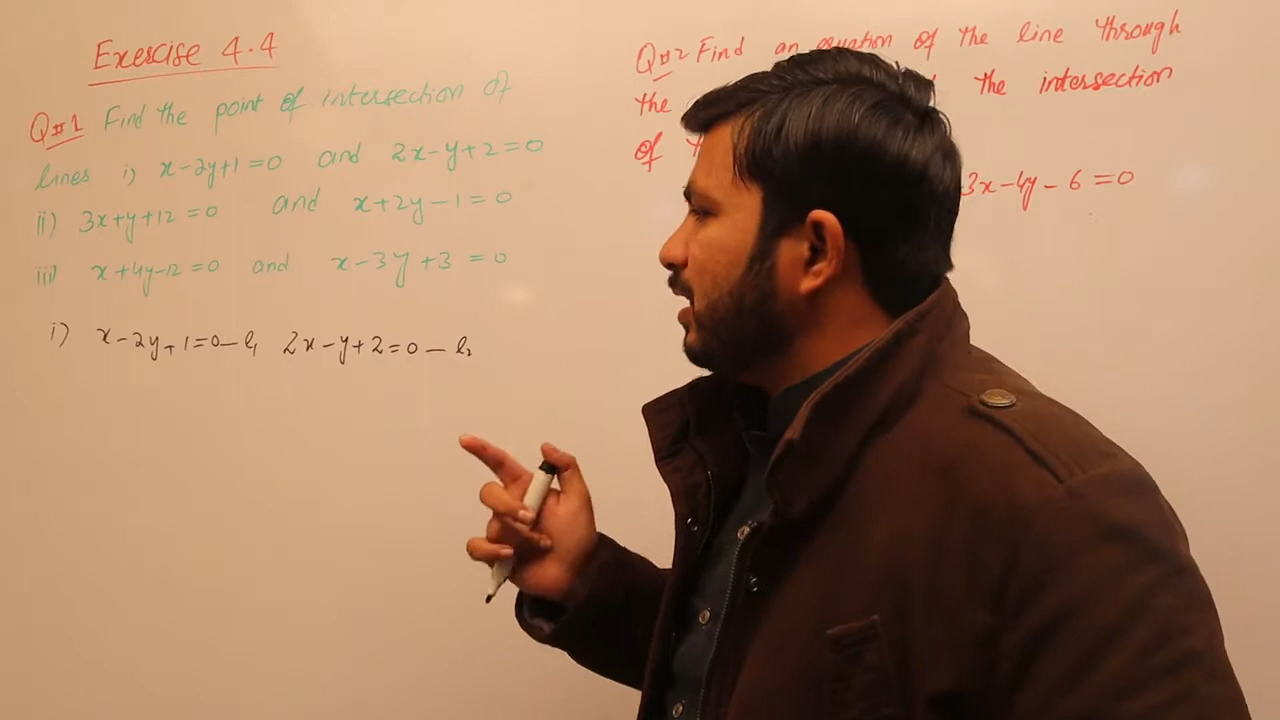 Exercise 4.4
Q#1 Find the point of intersection of
lines i) x-2y+1=0 and 2x-y+2=0
ii) 3x+y+12=0 and x+2y-1=0
iii) x+4y-12=0 and x-3y+3=0
i) x-2y+1=0-l₁ 2x-y+2=0-l₂
Q#2 Find an equation of the line through
the the intersection
of
3x-4y-6=0